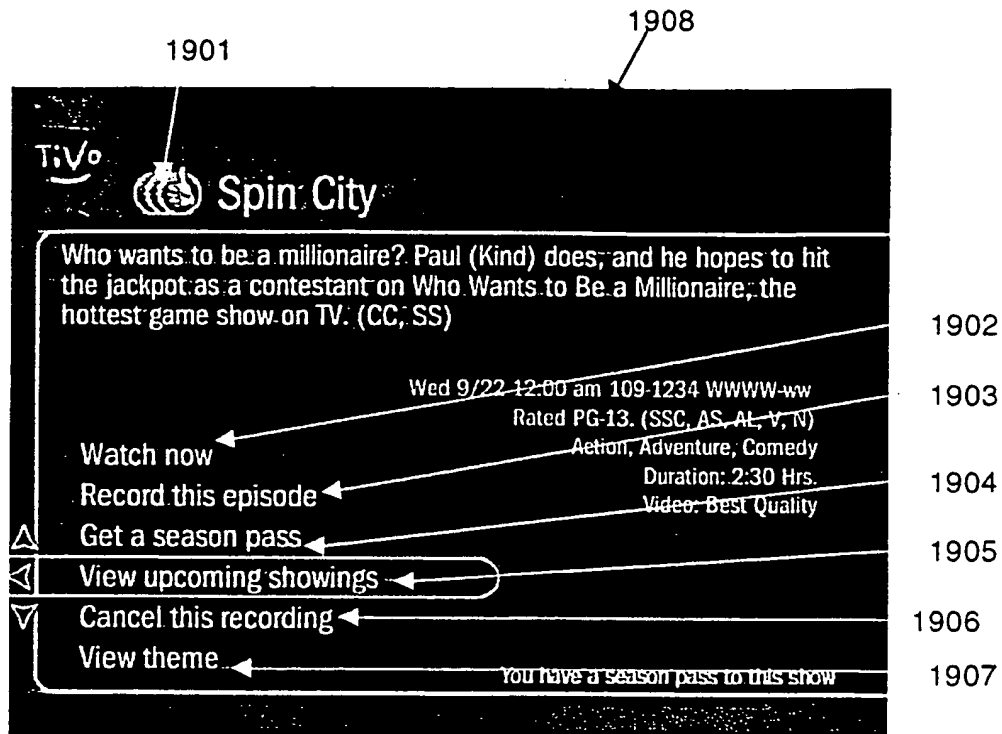 1901
1908
TiVo
Spin City
Who wants to be a millionaire? Paul (Kind) does, and he hopes to hit
the jackpot as a contestant on Who Wants to Be a Millionaire, the
hottest game show on TV. (CC, SS)
1902
Wed 9/22 12:00 am 109-1234 WWWW-ww
1903
Rated PG-13. (SSC, AS, AL, V, N)
Action, Adventure, Comedy
Watch now
Duration: 2:30 Hrs.
1904
Record this episode
Video: Best Quality
Get a season pass
1905
View upcoming showings
Cancel this recording
1906
View theme
You have a season pass to this show
1907